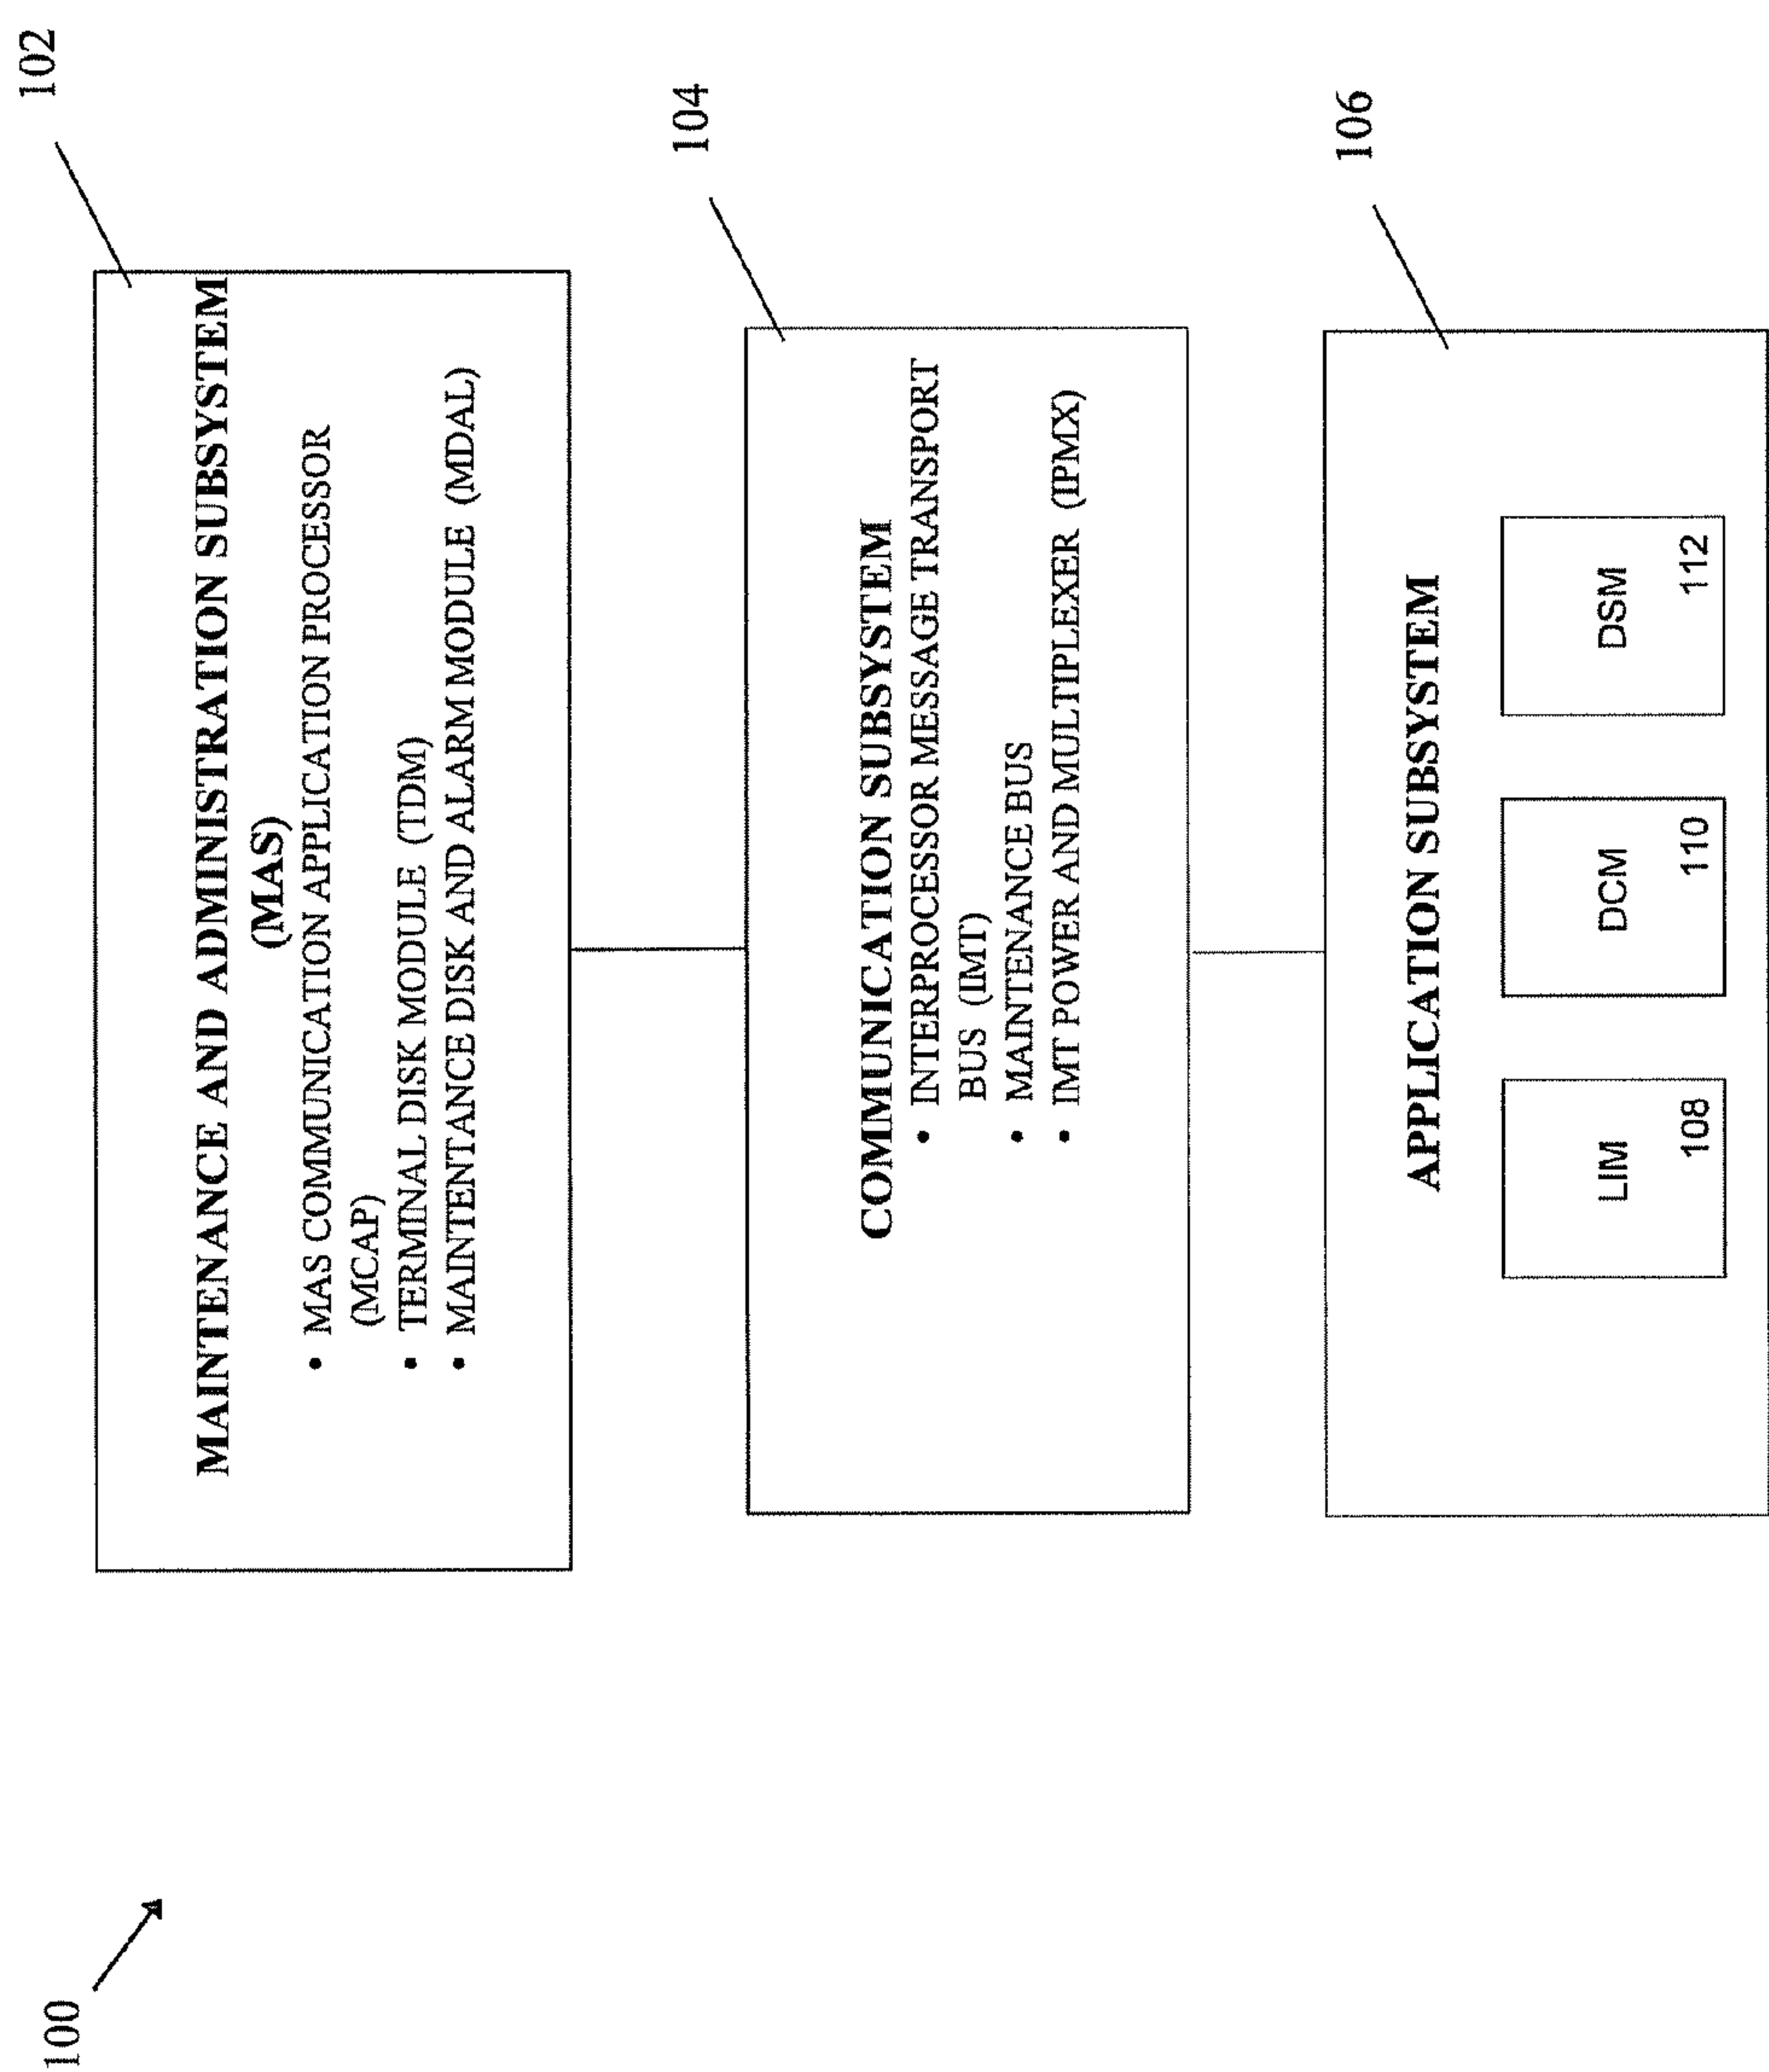 100
102
MAINTENANCE AND ADMINISTRATION SUBSYSTEM
(MAS)
• MAS COMMUNICATION APPLICATION PROCESSOR
(MCAP)
• TERMINAL DISK MODULE (TDM)
• MAINTENTANCE DISK AND ALARM MODULE (MDAL)
104
COMMUNICATION SUBSYSTEM
• INTERPROCESSOR MESSAGE TRANSPORT
BUS (IMT)
• MAINTENANCE BUS
• IMT POWER AND MULTIPLEXER (IPMX)
106
APPLICATION SUBSYSTEM
LIM
108
DCM
110
DSM
112